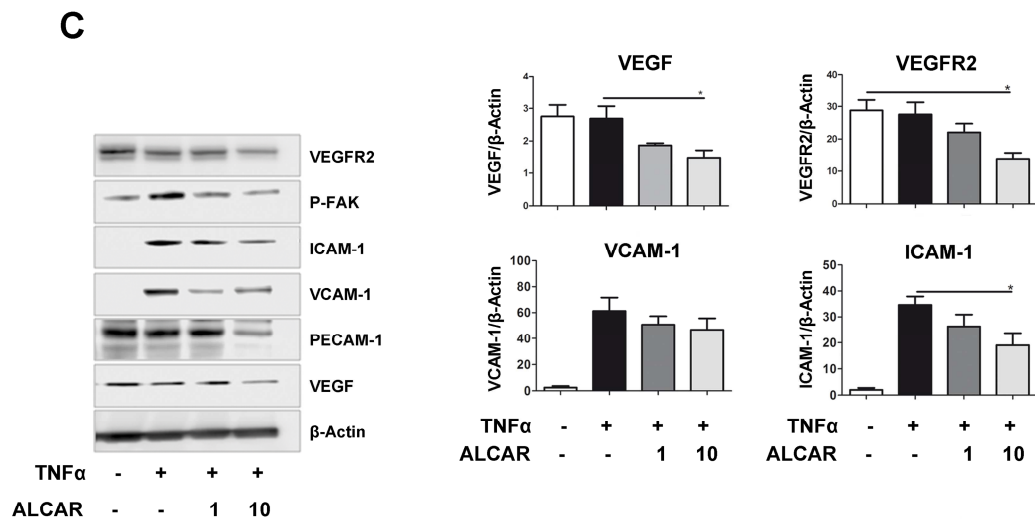 C
VEGFR2
P-FAK
ICAM-1
VCAM-1
PECAM-1
VEGF
β-Actin
TNFα - + + +
ALCAR - - 1 10
VEGF
VEGF/β-Actin
4
3
2
1
0
*
VEGFR2
VEGFR2/β-Actin
40
30
20
10
0
*
VCAM-1
VCAM-1/β-Actin
100
80
60
40
20
0
ICAM-1
ICAM-1/β-Actin
50
40
30
20
10
0
*
TNFα - + + +
ALCAR - - 1 10
TNFα - + + +
ALCAR - - 1 10